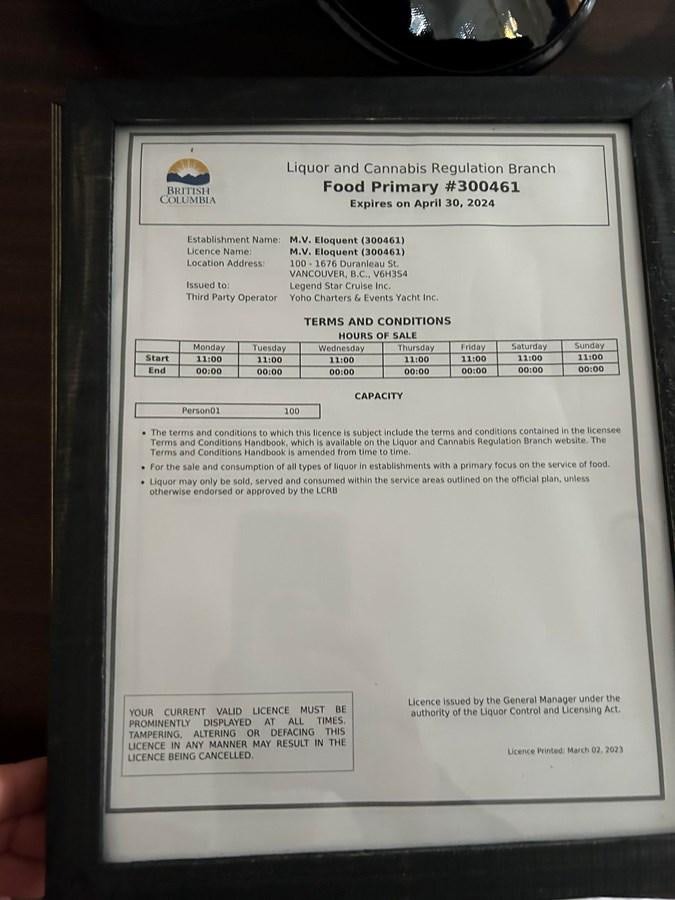 BRITISH
COLUMBIA
Liquor and Cannabis Regulation Branch
Food Primary #300461
Expires on April 30, 2024
Establishment Name: M.V. Eloquent (300461)
Licence Name: M.V. Eloquent (300461)
Location Address: 100 - 1676 Duranleau St.
VANCOUVER, B.C., V6H3S4
Issued to: Legend Star Cruise Inc.
Third Party Operator Yoho Charters & Events Yacht Inc.
TERMS AND CONDITIONS
HOURS OF SALE
Monday Tuesday Wednesday Thursday Friday Saturday Sunday
Start 11:00 11:00 11:00 11:00 11:00 11:00 11:00
End 00:00 00:00 00:00 00:00 00:00 00:00 00:00
CAPACITY
Person01 100
• The terms and conditions to which this licence is subject include the terms and conditions contained in the licensee
Terms and Conditions Handbook, which is available on the Liquor and Cannabis Regulation Branch website. The
Terms and Conditions Handbook is amended from time to time.
• For the sale and consumption of all types of liquor in establishments with a primary focus on the service of food.
• Liquor may only be sold, served and consumed within the service areas outlined on the official plan, unless
otherwise endorsed or approved by the LCRB
YOUR CURRENT VALID LICENCE MUST BE
PROMINENTLY DISPLAYED AT ALL TIMES.
TAMPERING, ALTERING OR DEFACING THIS
LICENCE IN ANY MANNER MAY RESULT IN THE
LICENCE BEING CANCELLED.
Licence issued by the General Manager under the
authority of the Liquor Control and Licensing Act.
Licence Printed: March 02, 2023